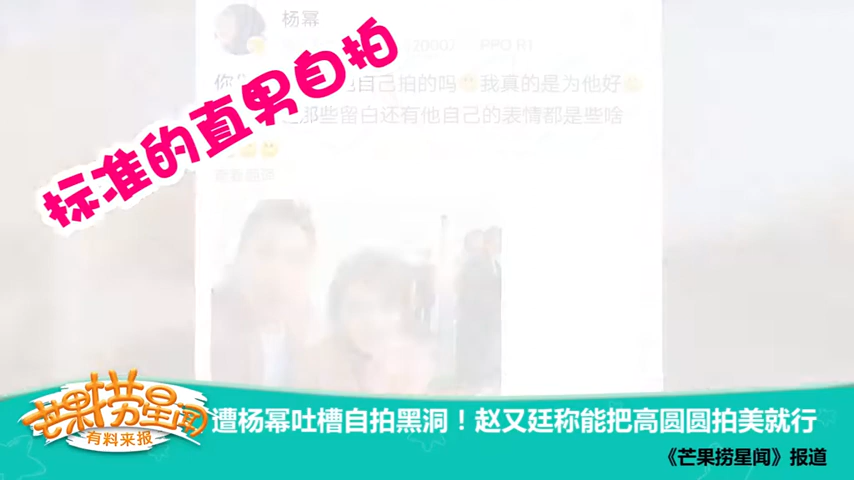 杨幂
OPPO R1
自己拍的吗 我真的是为他好
那些留白还有他自己的表情都是些啥
标准的直男自拍
芒果捞星闻
有料来报
遭杨幂吐槽自拍黑洞！赵又廷称能把高圆圆拍美就行
《芒果捞星闻》报道